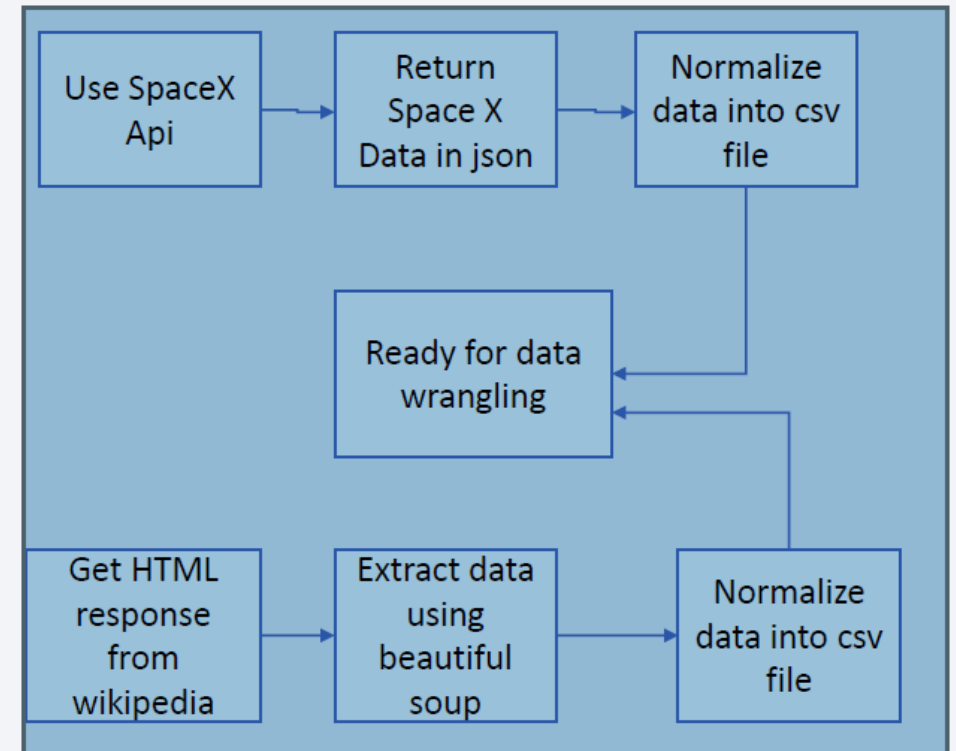 Use SpaceX
Api
Return
Space X
Data in json
Normalize
data into csv
file
Ready for data
wrangling
Get HTML
response
from
wikipedia
Extract data
using
beautiful
soup
Normalize
data into csv
file